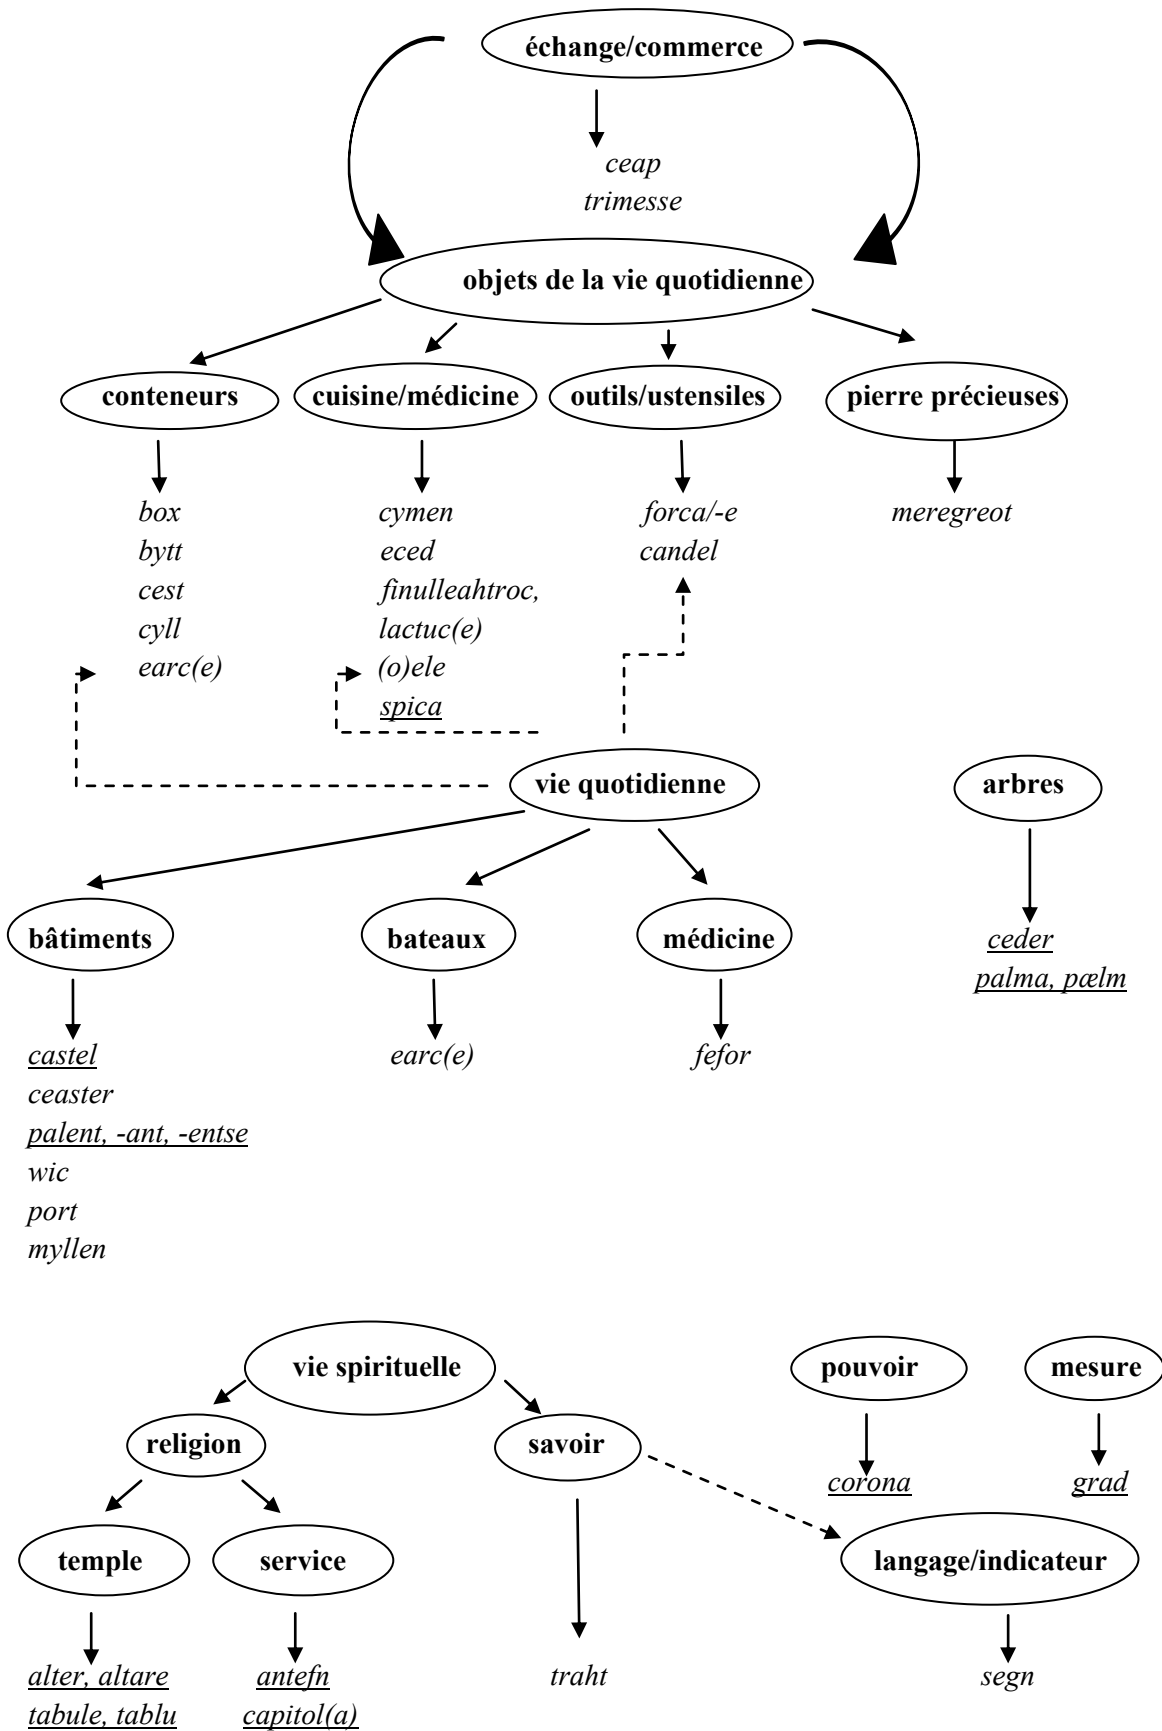 échange/commerce
ceap
trimesse
objets de la vie quotidienne
conteneurs
cuisine/médicine
outils/ustensiles
pierre précieuses
box
bytt
cest
cyll
earc(e)
cymen
eced
finulleahtroc,
lactuc(e)
(o)ele
spica
forca/-e
candel
meregreot
vie quotidienne
arbres
bâtiments
bateaux
médicine
ceder
palma, pælm
castel
ceaster
palent, -ant, -entse
wic
port
myllen
earc(e)
fefor
vie spirituelle
pouvoir
mesure
religion
savoir
corona
grad
temple
service
langage/indicateur
alter, altare
tabule, tablu
antefn
capitol(a)
traht
segn